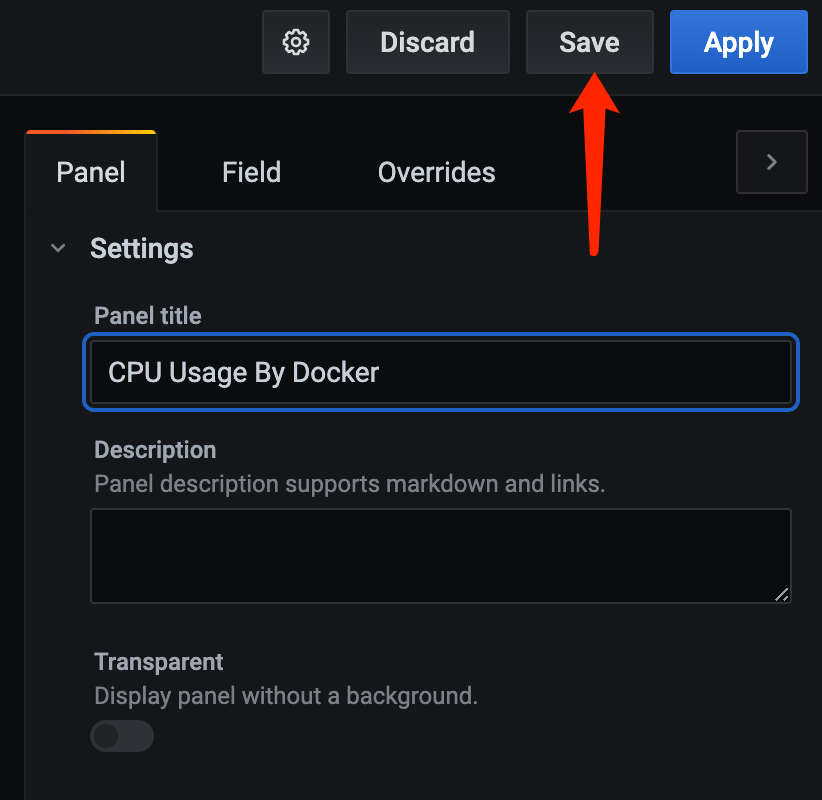 Discard Save Apply
Panel Field Overrides
Settings
Panel title
CPU Usage By Docker
Description
Panel description supports markdown and links.
Transparent
Display panel without a background.